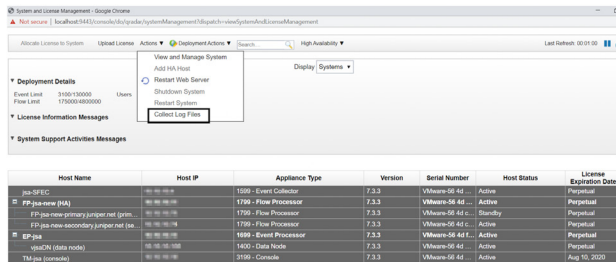 System and License Management - Google Chrome
Not secure | localhost:9443/console/do/qradar/systemManagement?dispatch=viewSystemAndLicenseManagement
Allocate License to System Upload License Actions ▼ Deployment Actions ▼ Search... High Availability ▼ Last Refresh: 00:01:00
View and Manage System
Add HA Host
Restart Web Server
Shutdown System
Restart System
Collect Log Files
Display Systems ▼
▼ Deployment Details
Event Limit 3100/130000 Users
Flow Limit 175000/4800000
▼ License Information Messages
▼ System Support Activities Messages
Host Name Host IP Appliance Type Version Serial Number Host Status License Expiration Date
jsa-SFEC 1599 - Event Collector 7.3.3 VMware-56 4d ... Active Perpetual
FP-jsa-new (HA) 1799 - Flow Processor 7.3.3 VMware-56 4d ... Active Perpetual
FP-jsa-new-primary.juniper.net (prim... 1799 - Flow Processor 7.3.3 VMware-56 4d c... Standby Perpetual
FP-jsa-new-secondary.juniper.net (se... 1799 - Flow Processor 7.3.3 VMware-56 4d c... Active Perpetual
EP-jsa 1699 - Event Processor 7.3.3 VMware-56 4d f... Active Perpetual
vjsaDN (data node) 1400 - Data Node 7.3.3 VMware-56 4d ... Active Perpetual
TM-jsa (console) 3199 - Console 7.3.3 VMware-56 4d ... Active Aug 10, 2020